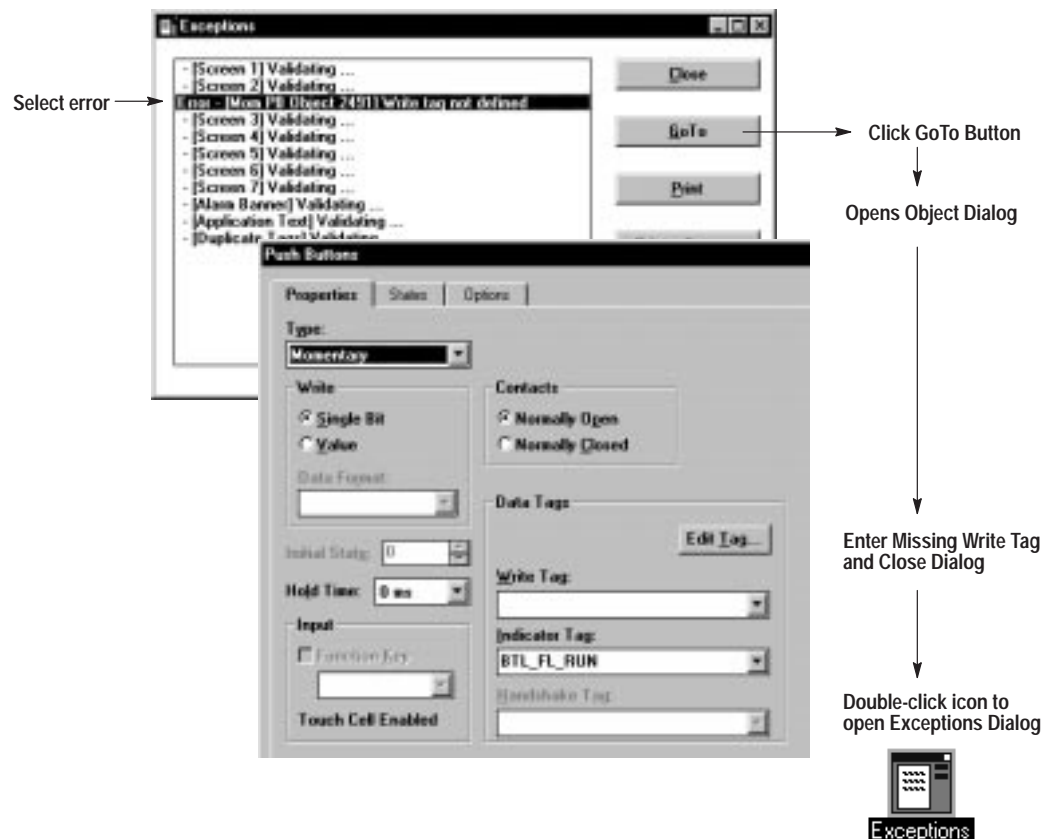 Exceptions
- [Screen 1] Validating ...
- [Screen 2] Validating ...
Error - [Mom PB Object 249] Write tag not defined
- [Screen 3] Validating ...
- [Screen 4] Validating ...
- [Screen 5] Validating ...
- [Screen 6] Validating ...
- [Screen 7] Validating ...
- [Alarm Banner] Validating ...
- [Application Text] Validating ...
- [Duplicate Tags] Validating
Close
GoTo
Print
Select error
Click GoTo Button
Opens Object Dialog
Enter Missing Write Tag
and Close Dialog
Double-click icon to
open Exceptions Dialog
Exceptions
Push Buttons
Properties
States
Options
Type:
Momentary
Write
Single Bit
Value
Data Format
Contacts
Normally Open
Normally Closed
Initial State:
0
Hold Time:
0 ms
Input
Function Key
Touch Cell Enabled
Data Tags
Edit Tag...
Write Tag:
Indicator Tag:
BTL_FL_RUN
Handshake Tag: